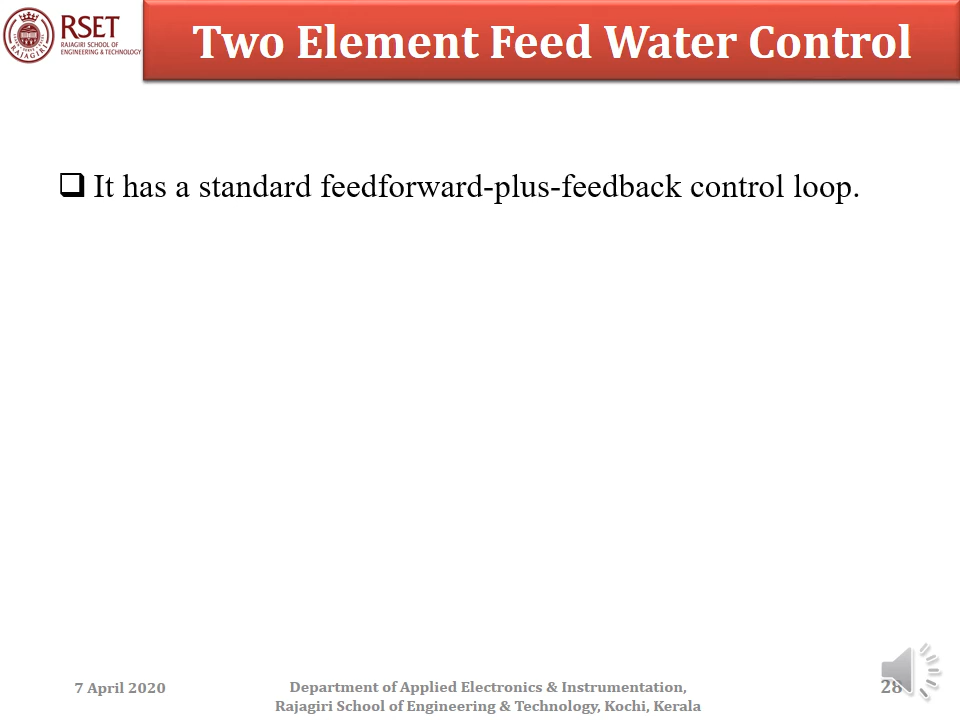 RSET
RAJAGIRI SCHOOL OF
ENGINEERING & TECHNOLOGY
RAJAGIRI
Two Element Feed Water Control
It has a standard feedforward-plus-feedback control loop.
7 April 2020
Department of Applied Electronics & Instrumentation,
Rajagiri School of Engineering & Technology, Kochi, Kerala
28